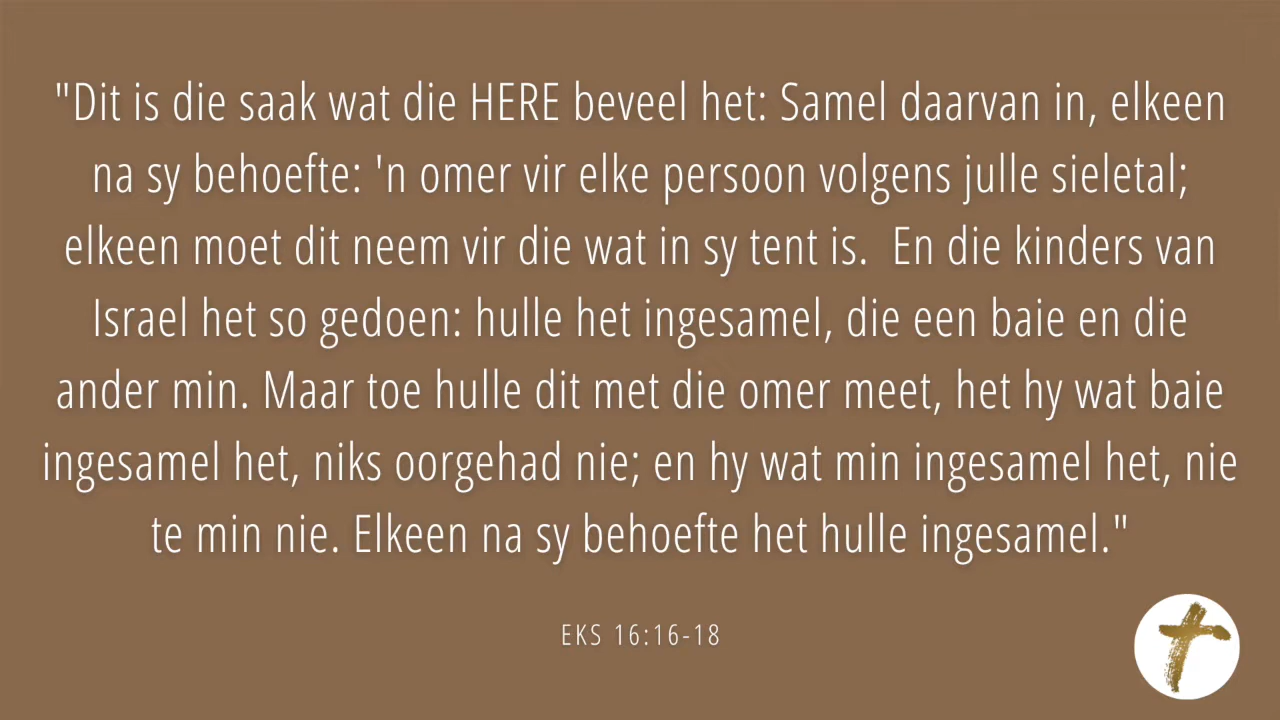 "Dit is die saak wat die HERE beveel het: Samel daarvan in, elkeen
na sy behoefte: 'n omer vir elke persoon volgens julle sieletal;
elkeen moet dit neem vir die wat in sy tent is.  En die kinders van
Israel het so gedoen: hulle het ingesamel, die een baie en die
ander min. Maar toe hulle dit met die omer meet, het hy wat baie
ingesamel het, niks oorgehad nie; en hy wat min ingesamel het, nie
te min nie. Elkeen na sy behoefte het hulle ingesamel."
EKS 16:16-18